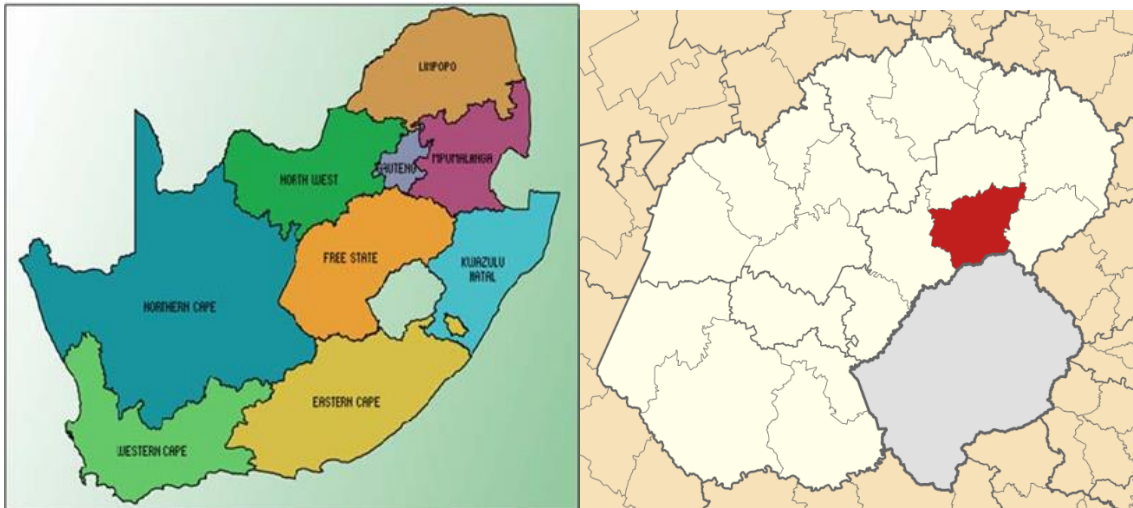 LIMPOPO
MPUMALANGA
GAUTENG
NORTH WEST
FREE STATE
KWAZULU
NATAL
NORTHERN CAPE
EASTERN CAPE
WESTERN CAPE